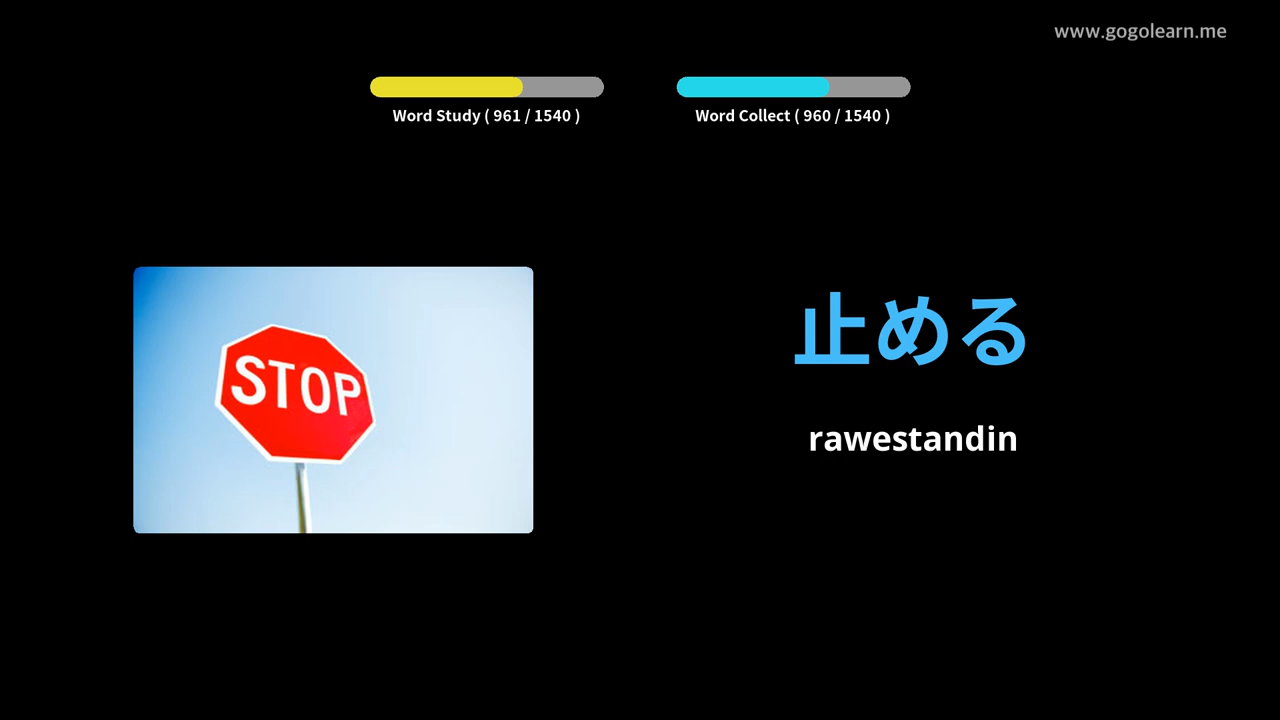 www.gogolearn.me
Word Study ( 961 / 1540 )
Word Collect ( 960 / 1540 )
STOP
止める
rawestandin